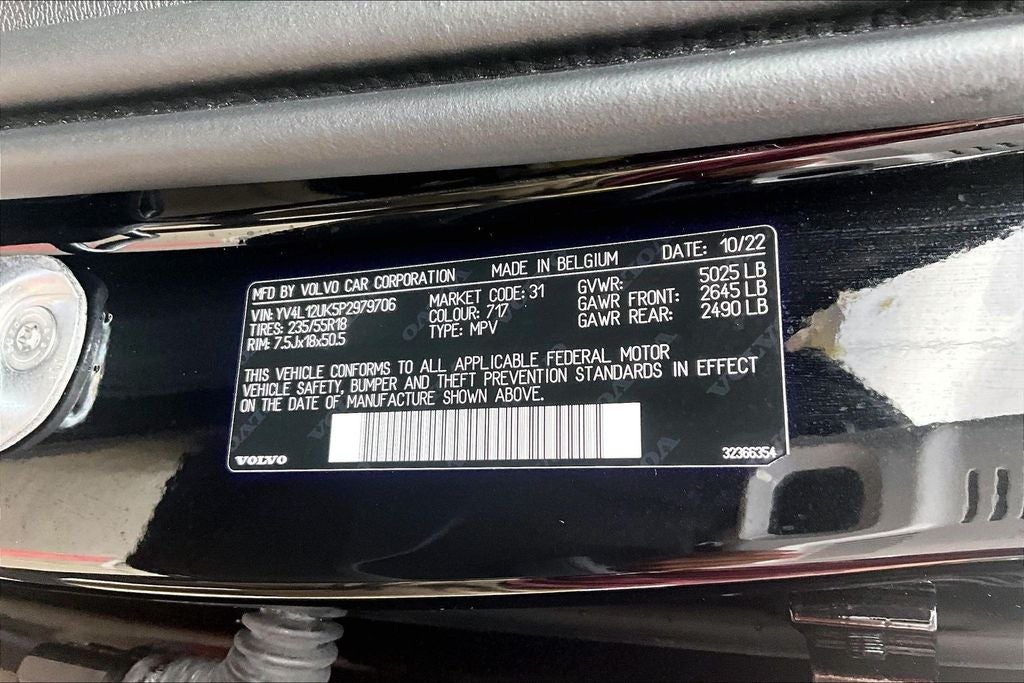 MFD BY VOLVO CAR CORPORATION MADE IN BELGIUM DATE: 10/22
VIN: YV4L12UK5P2979706 MARKET CODE: 31 GVWR: 5025 LB
TIRES: 235/55R18 COLOUR: 717 GAWR FRONT: 2645 LB
RIM: 7.5Jx18x50.5 TYPE: MPV GAWR REAR: 2490 LB
THIS VEHICLE CONFORMS TO ALL APPLICABLE FEDERAL MOTOR
VEHICLE SAFETY, BUMPER AND THEFT PREVENTION STANDARDS IN EFFECT
ON THE DATE OF MANUFACTURE SHOWN ABOVE.
VOLVO 32366354